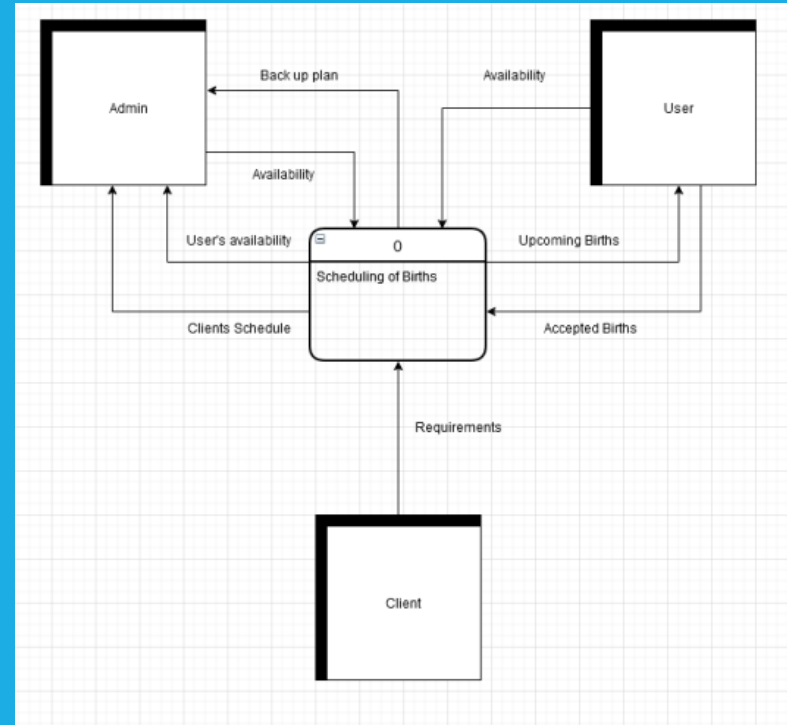 Back up plan
Availability
Admin
User
Availability
User's availability
0
Upcoming Births
Scheduling of Births
Clients Schedule
Accepted Births
Requirements
Client